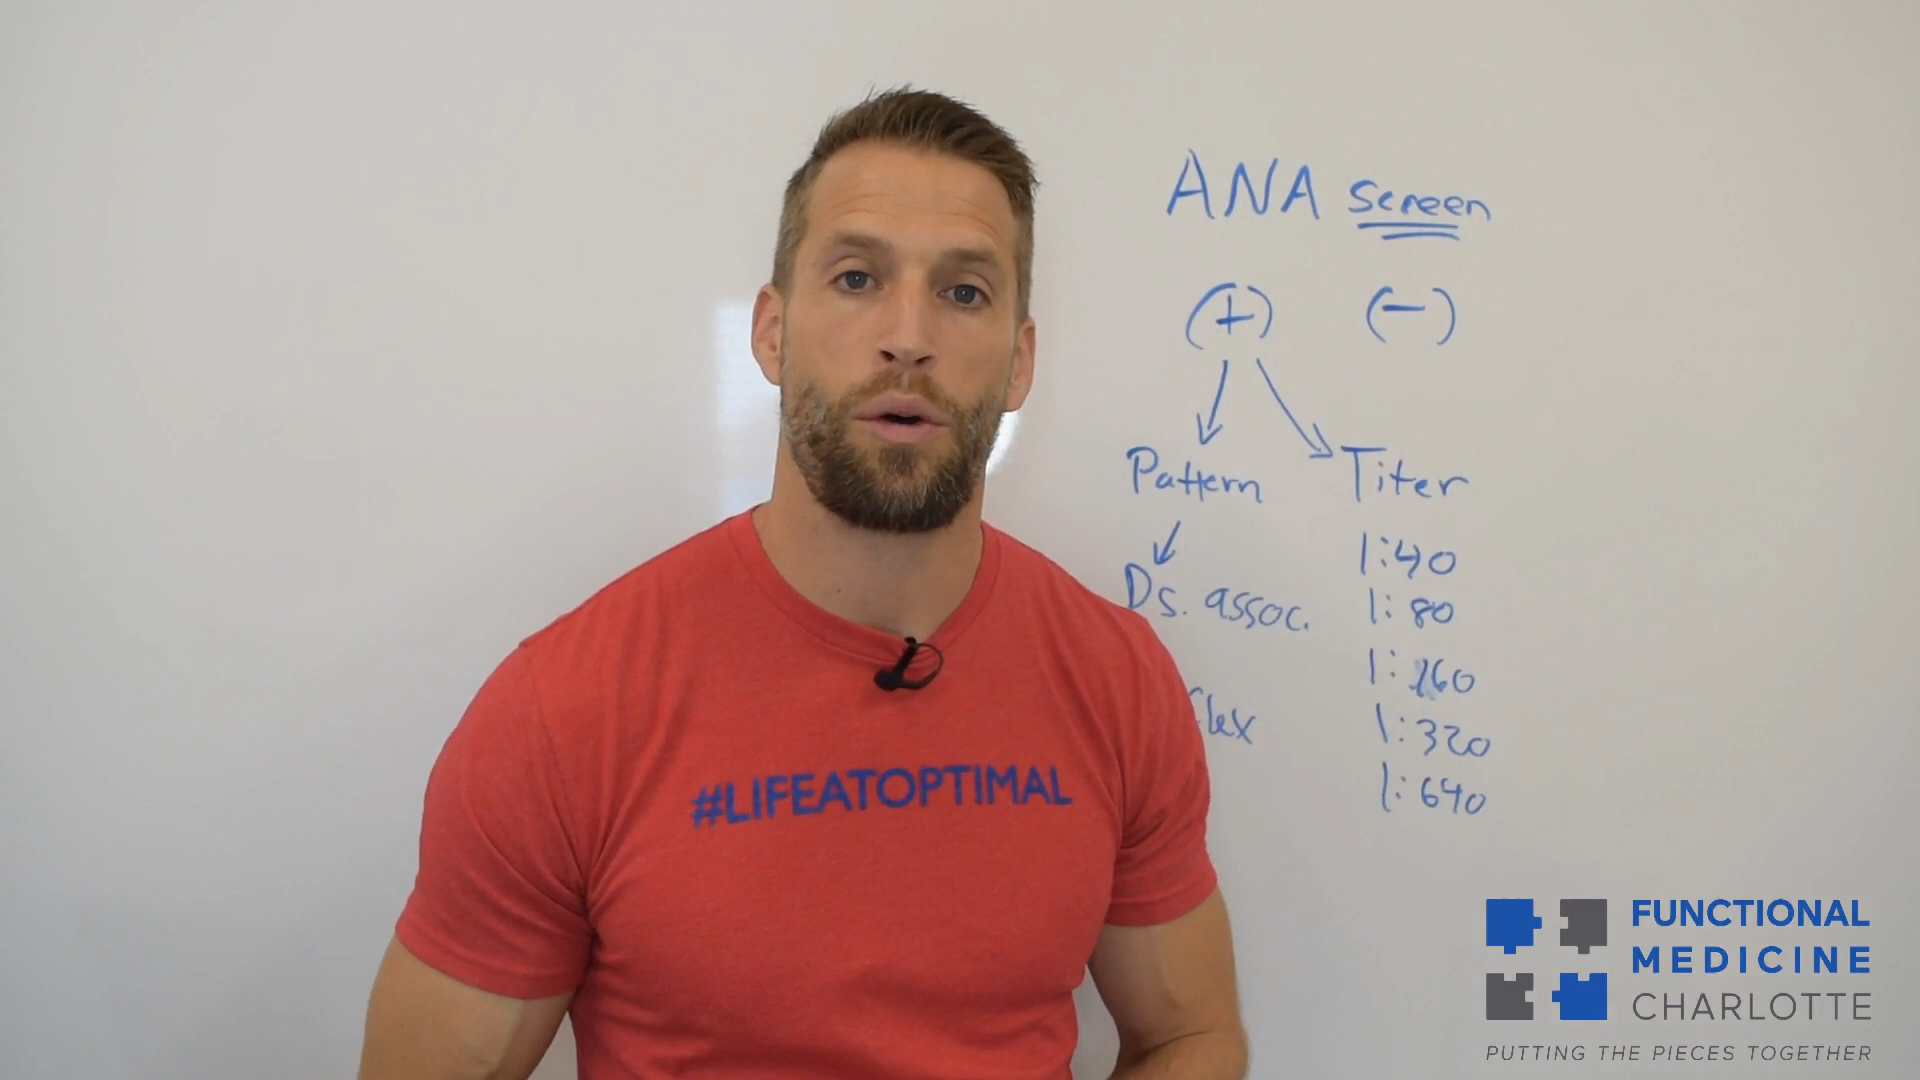 ANA Screen
(+) (-)
Pattern Titer
Ds. assoc.
1:40
1:80
1:160
1:320
1:640
#LIFEATOPTIMAL
FUNCTIONAL
MEDICINE
CHARLOTTE
PUTTING THE PIECES TOGETHER